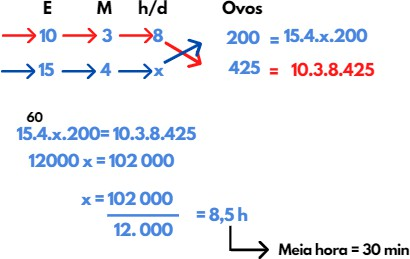 E M h/d Ovos
10 3 8 200 = 15.4.x.200
15 4 x 425 = 10.3.8.425
60
15.4.x.200= 10.3.8.425
12000 x = 102 000
x = 102 000
12. 000
= 8,5 h
Meia hora = 30 min